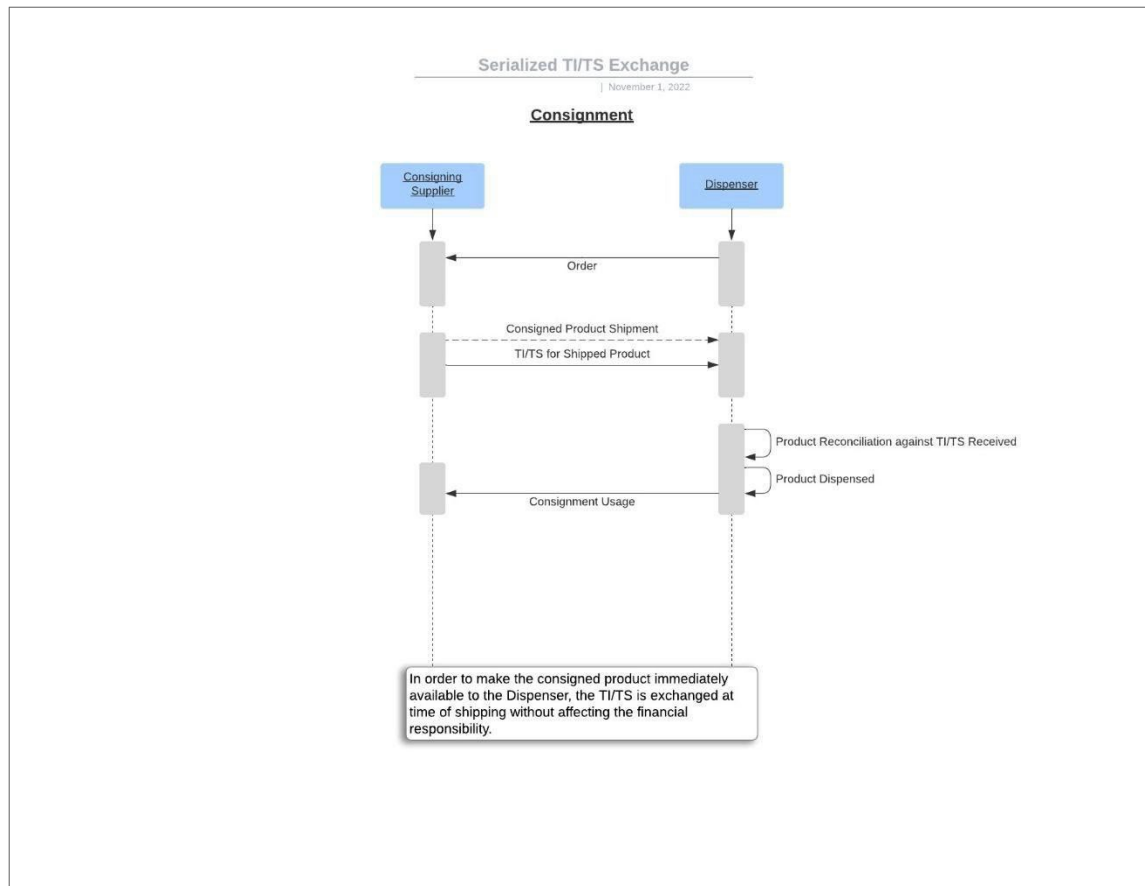 Serialized TI/TS Exchange
| November 1, 2022
Consignment
Consigning
Supplier
Dispenser
Order
Consigned Product Shipment
TI/TS for Shipped Product
Product Reconciliation against TI/TS Received
Product Dispensed
Consignment Usage
In order to make the consigned product immediately
available to the Dispenser, the TI/TS is exchanged at
time of shipping without affecting the financial
responsibility.